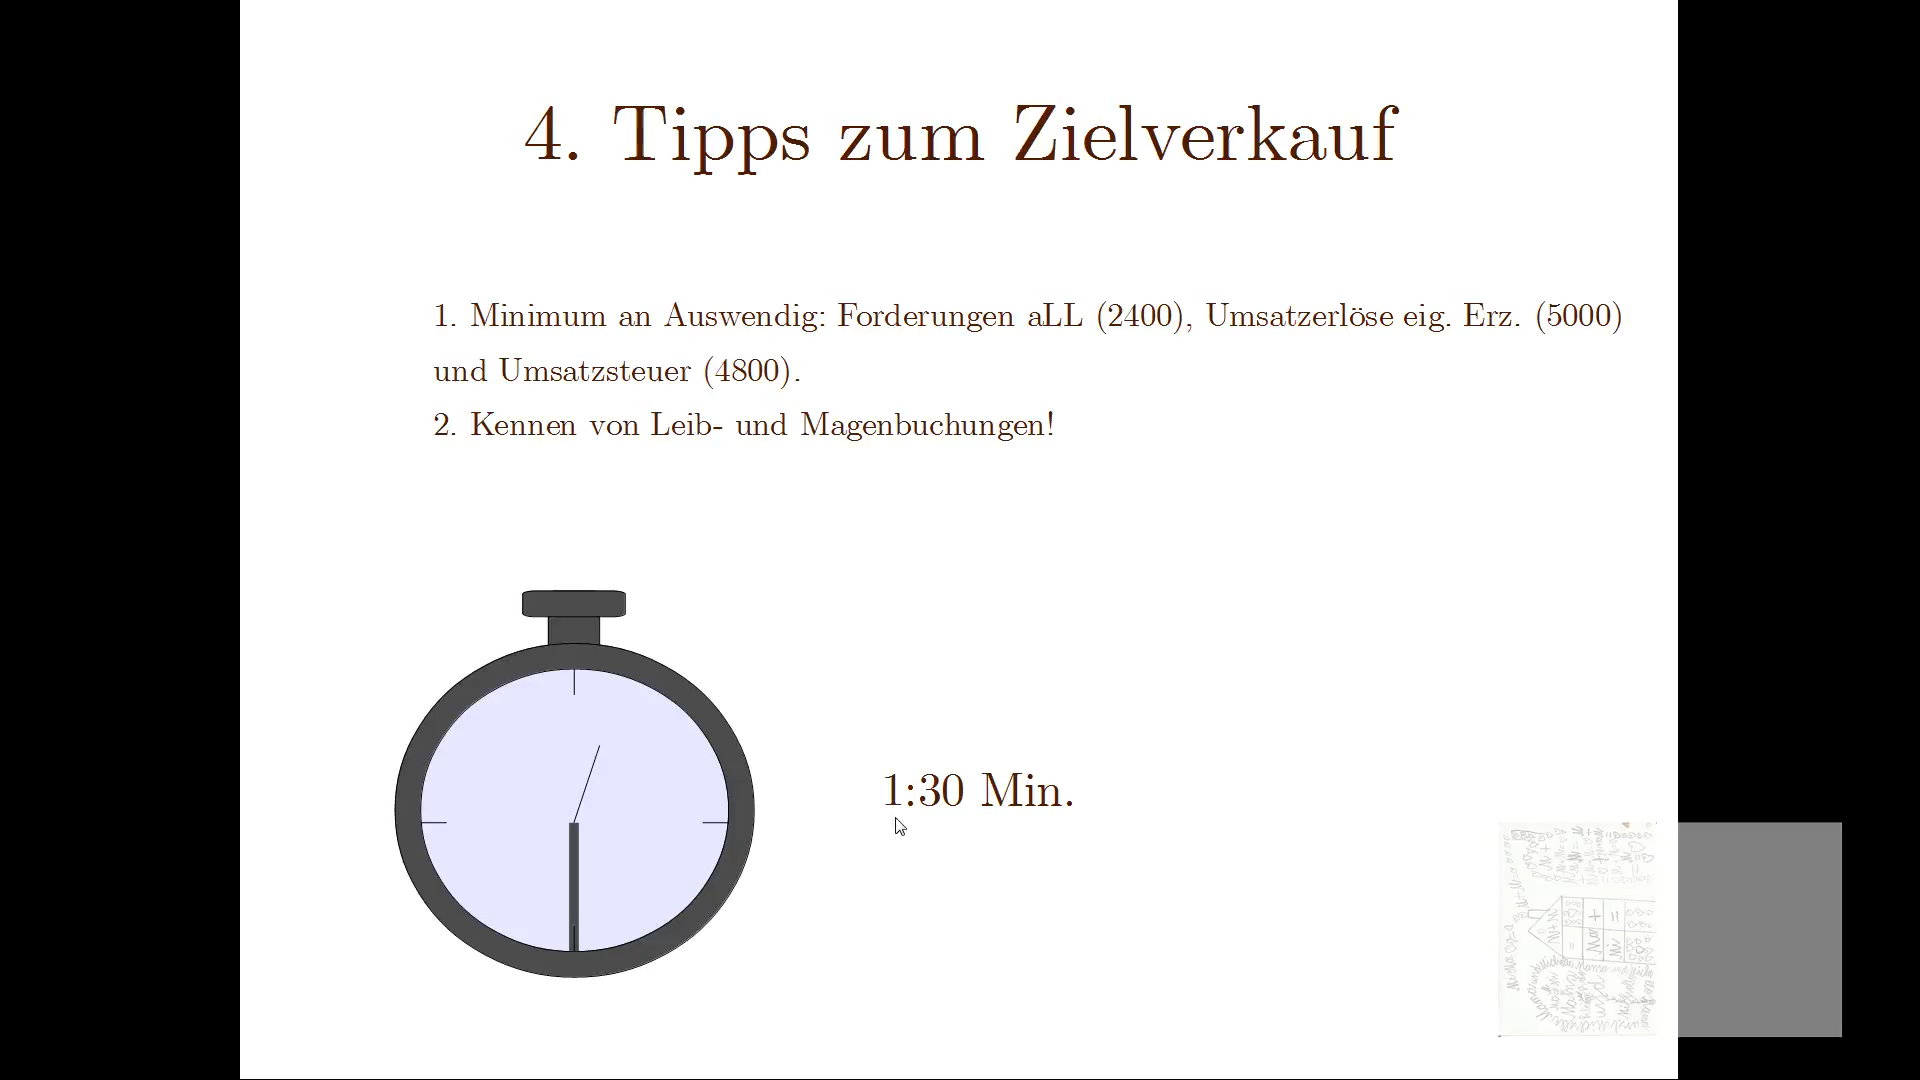 4. Tipps zum Zielverkauf
1. Minimum an Auswendig: Forderungen aLL (2400), Umsatzerlöse eig. Erz. (5000)
und Umsatzsteuer (4800).
2. Kennen von Leib- und Magenbuchungen!
1:30 Min.